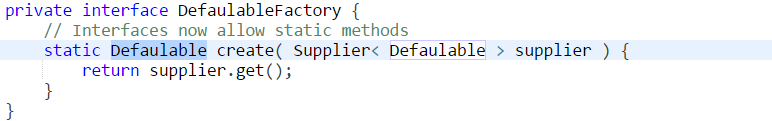 private interface DefaulableFactory {
    // Interfaces now allow static methods
    static Defaulable create( Supplier< Defaulable > supplier ) {
        return supplier.get();
    }
}